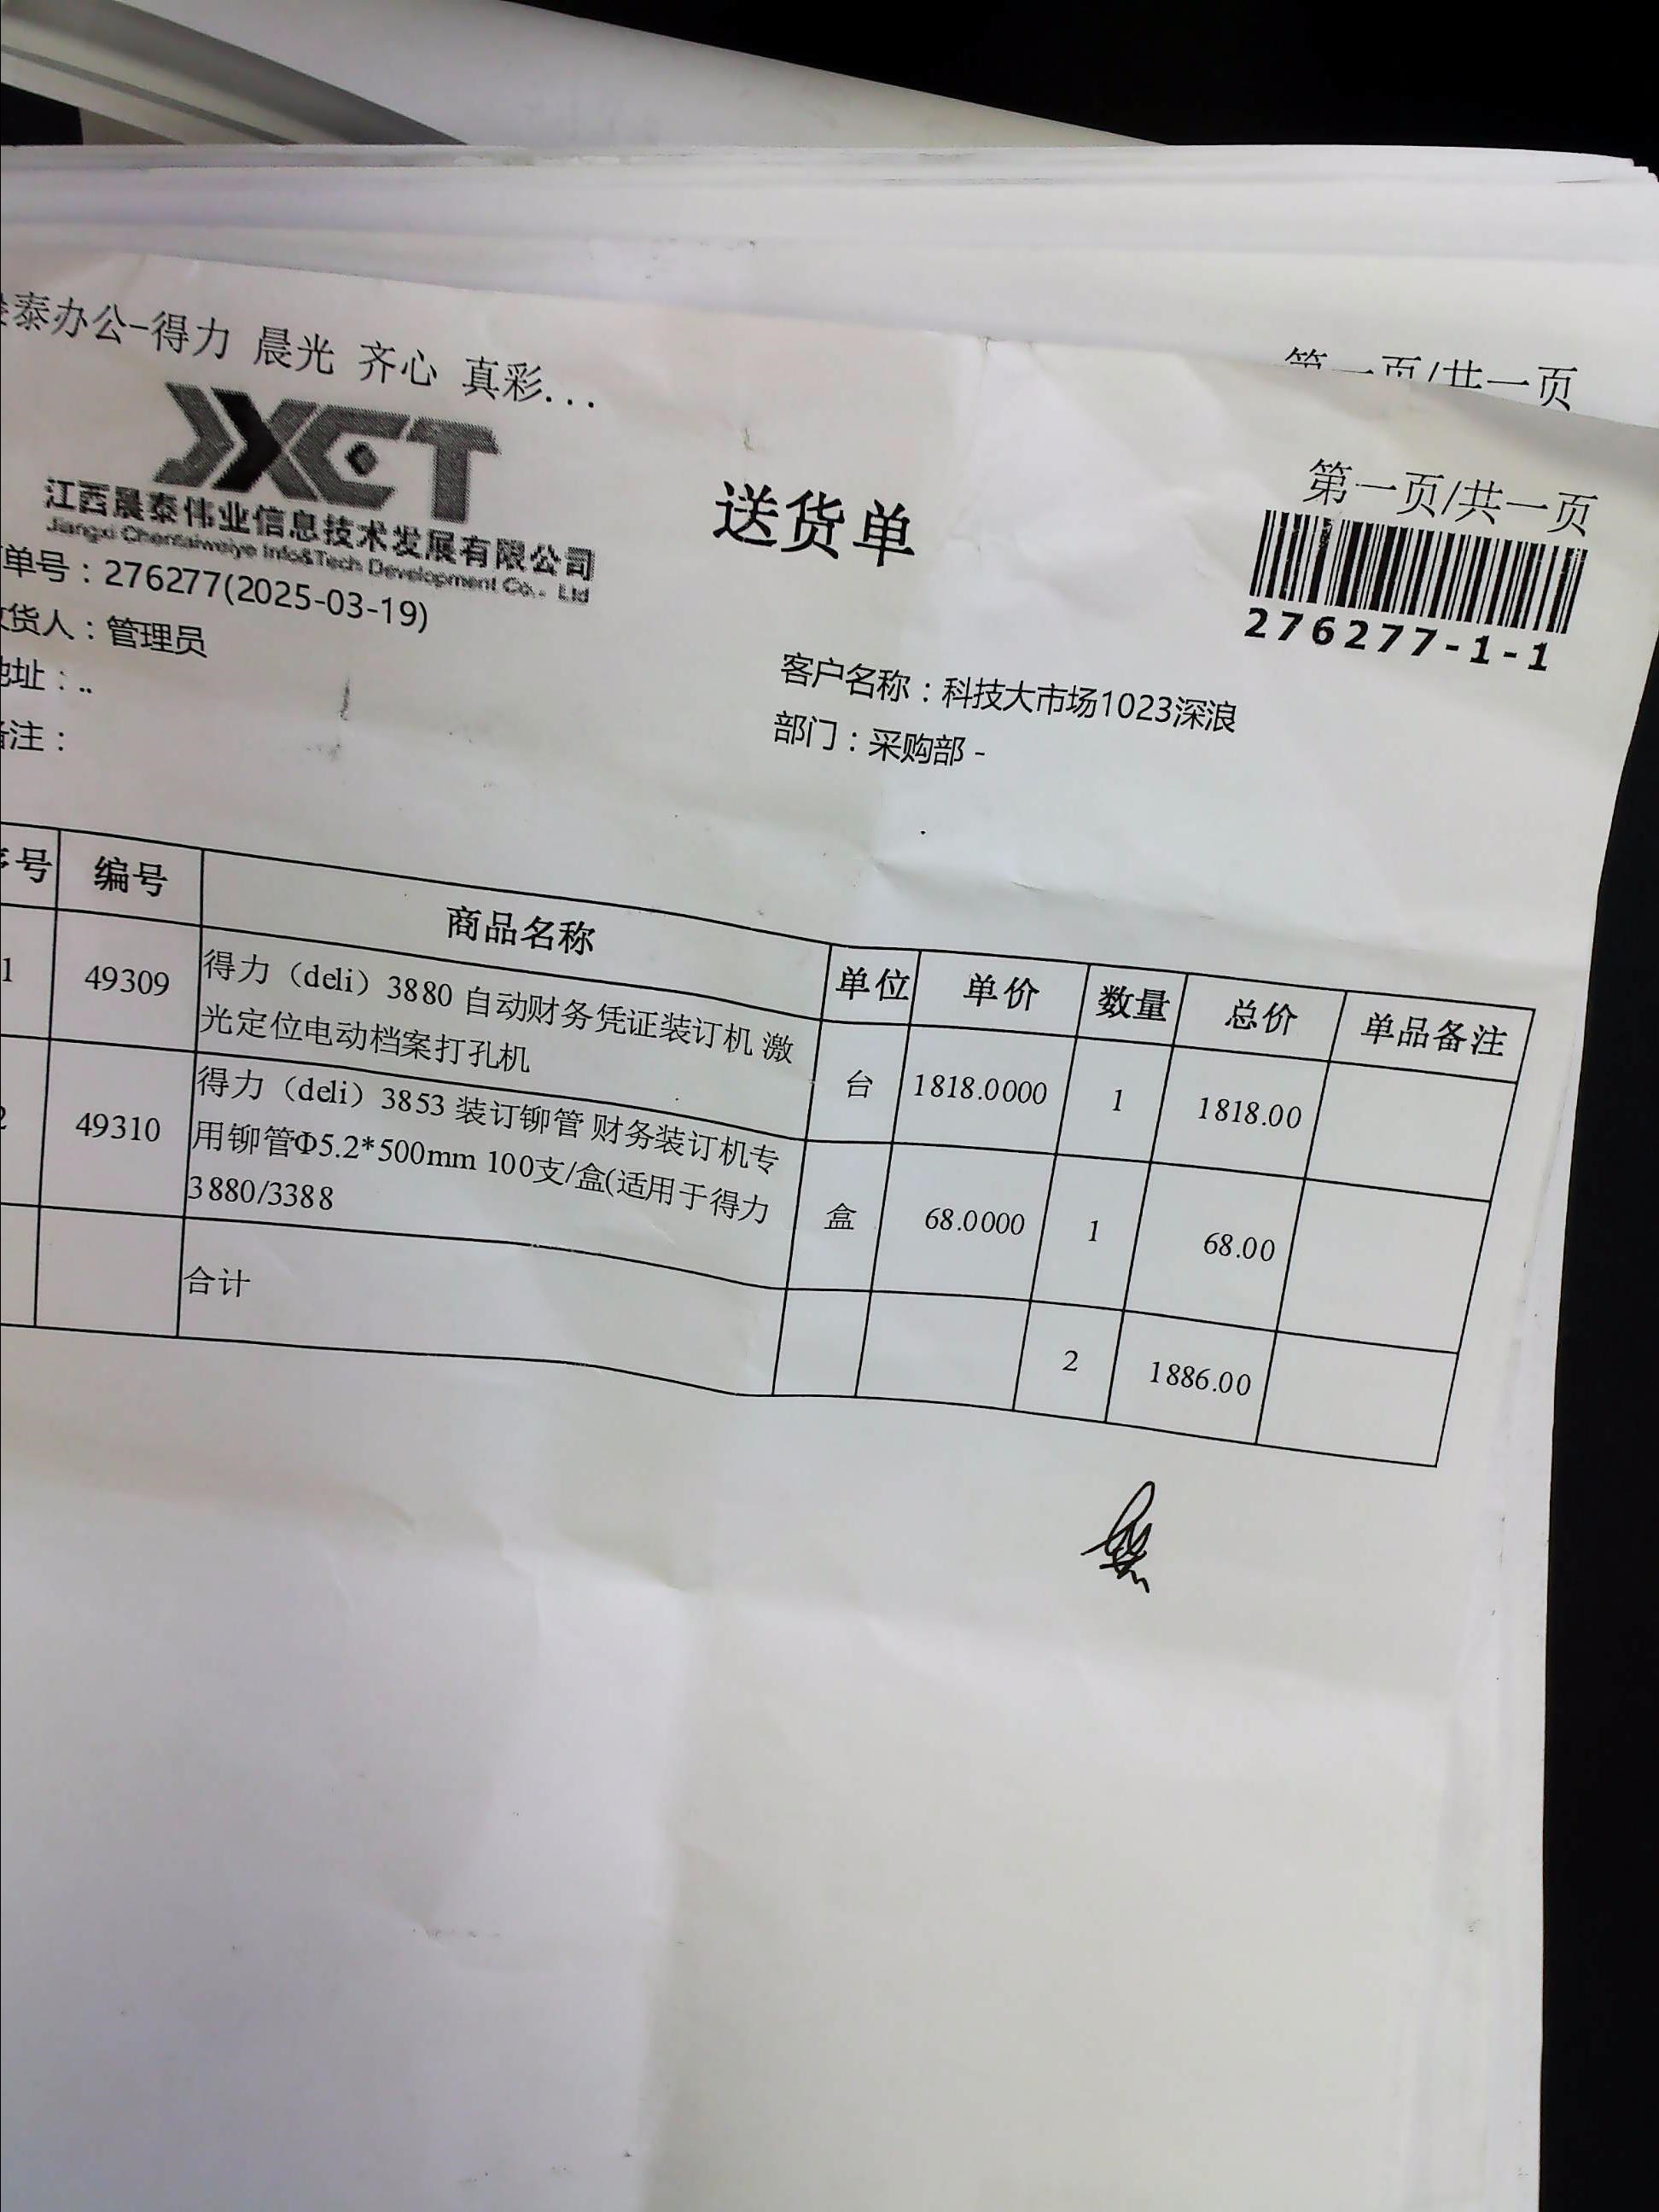 泰办公-得力 晨光 齐心 真彩...
第一页/共一页
第一页/共一页
JXCT
江西晨泰伟业信息技术发展有限公司
Jiangxi Chentaiweiye Info&Tech Development Co., Ltd
送货单
276277-1-1
单号：276277(2025-03-19)
货人：管理员
客户名称：科技大市场1023深浪
址：..
部门：采购部 -
注：
号 编号 商品名称 单位 单价 数量 总价 单品备注
1 49309 得力（deli）3880 自动财务凭证装订机 激
光定位电动档案打孔机 台 1818.0000 1 1818.00
2 49310 得力（deli）3853 装订铆管 财务装订机专
用铆管Φ5.2*500mm 100支/盒(适用于得力
3880/3388 盒 68.0000 1 68.00
合计 2 1886.00